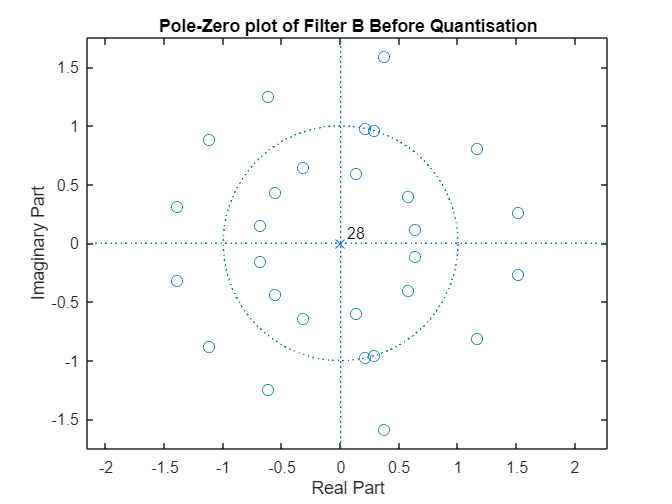 Pole-Zero plot of Filter B Before Quantisation
1.5
1
0.5
0
-0.5
-1
-1.5
Imaginary Part
28
-2 -1.5 -1 -0.5 0 0.5 1 1.5 2
Real Part